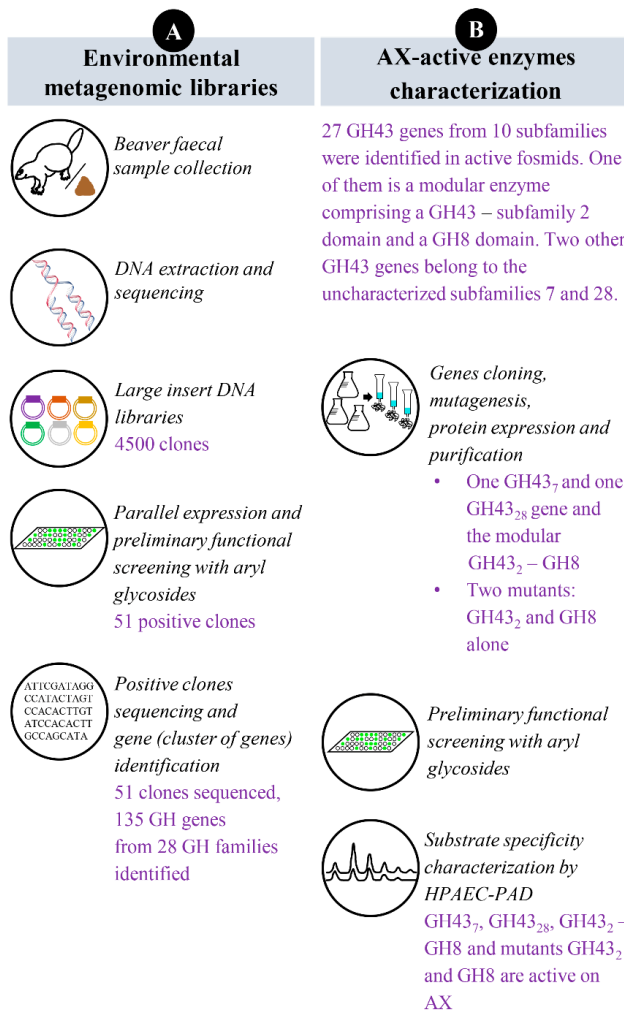 A
Environmental
metagenomic libraries
Beaver faecal
sample collection
DNA extraction and
sequencing
Large insert DNA
libraries
4500 clones
Parallel expression and
preliminary functional
screening with aryl
glycosides
51 positive clones
ATTCGATAGG
CCATACTAGT
CCACACTTGT
ATCCACACTT
GCCAGCATA
Positive clones
sequencing and
gene (cluster of genes)
identification
51 clones sequenced,
135 GH genes
from 28 GH families
identified
B
AX-active enzymes
characterization
27 GH43 genes from 10 subfamilies
were identified in active fosmids. One
of them is a modular enzyme
comprising a GH43 – subfamily 2
domain and a GH8 domain. Two other
GH43 genes belong to the
uncharacterized subfamilies 7 and 28.
Genes cloning,
mutagenesis,
protein expression and
purification
• One GH43₇ and one
GH43₂₈ gene and
the modular
GH43₂ – GH8
• Two mutants:
GH43₂ and GH8
alone
Preliminary functional
screening with aryl
glycosides
Substrate specificity
characterization by
HPAEC-PAD
GH43₇, GH43₂₈, GH43₂ –
GH8 and mutants GH43₂
and GH8 are active on
AX